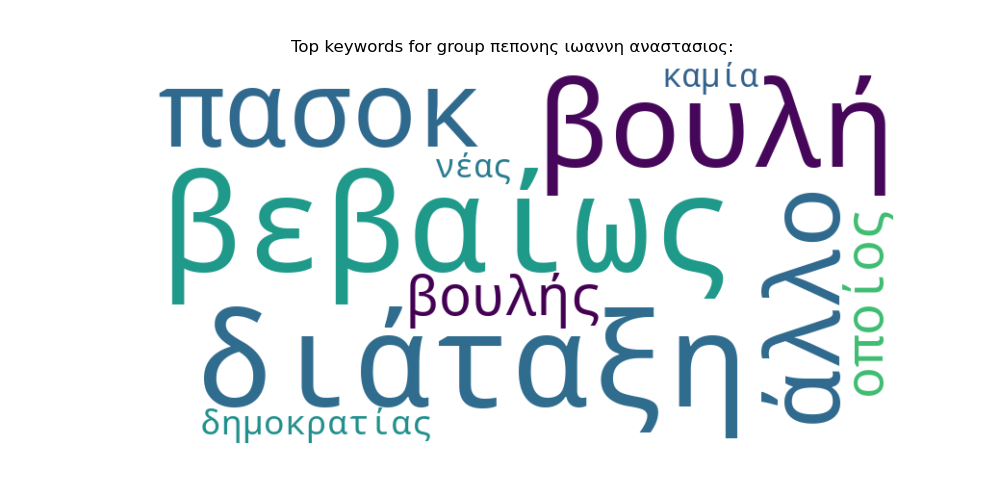 Top keywords for group πεπονης ιωαννη αναστασιος:
καμία
πασοκ
βουλή
νέας
βεβαίως
άλλο
οποίος
βουλής
διάταξη
δημοκρατίας